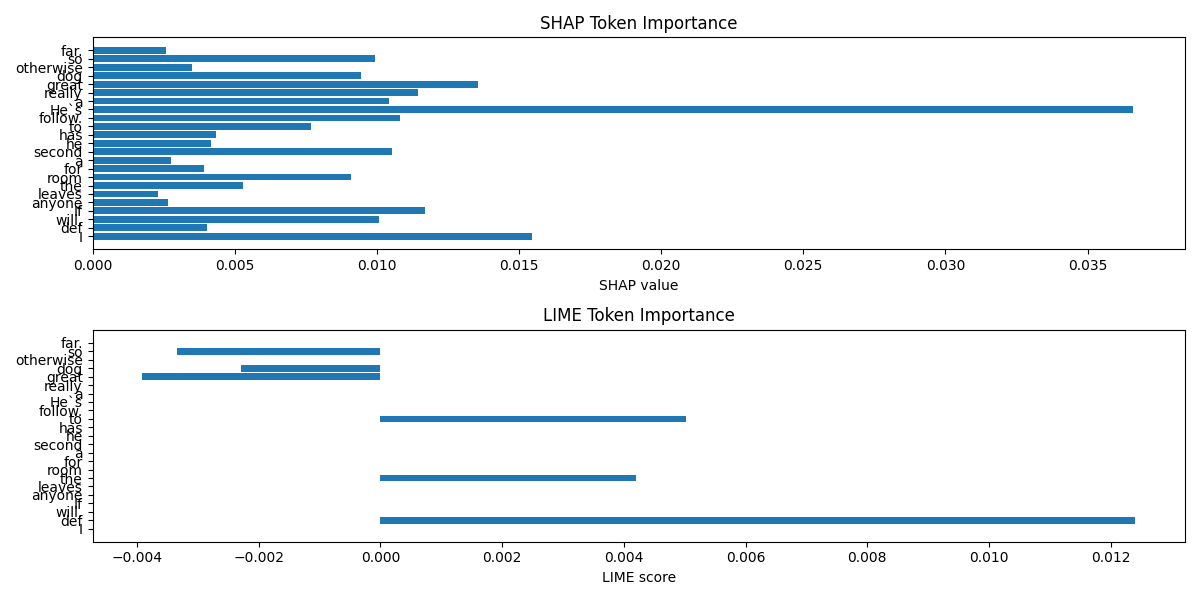 SHAP Token Importance
far.
so
otherwise
dog
great
really
a
He`s
follow.
to
has
he
second
a
for
room
the
leaves
anyone
If
will.
def
I
0.000 0.005 0.010 0.015 0.020 0.025 0.030 0.035
SHAP value
LIME Token Importance
far.
so
otherwise
dog
great
really
a
He`s
follow.
to
has
he
second
a
for
room
the
leaves
anyone
If
will.
def
I
−0.004 −0.002 0.000 0.002 0.004 0.006 0.008 0.010 0.012
LIME score